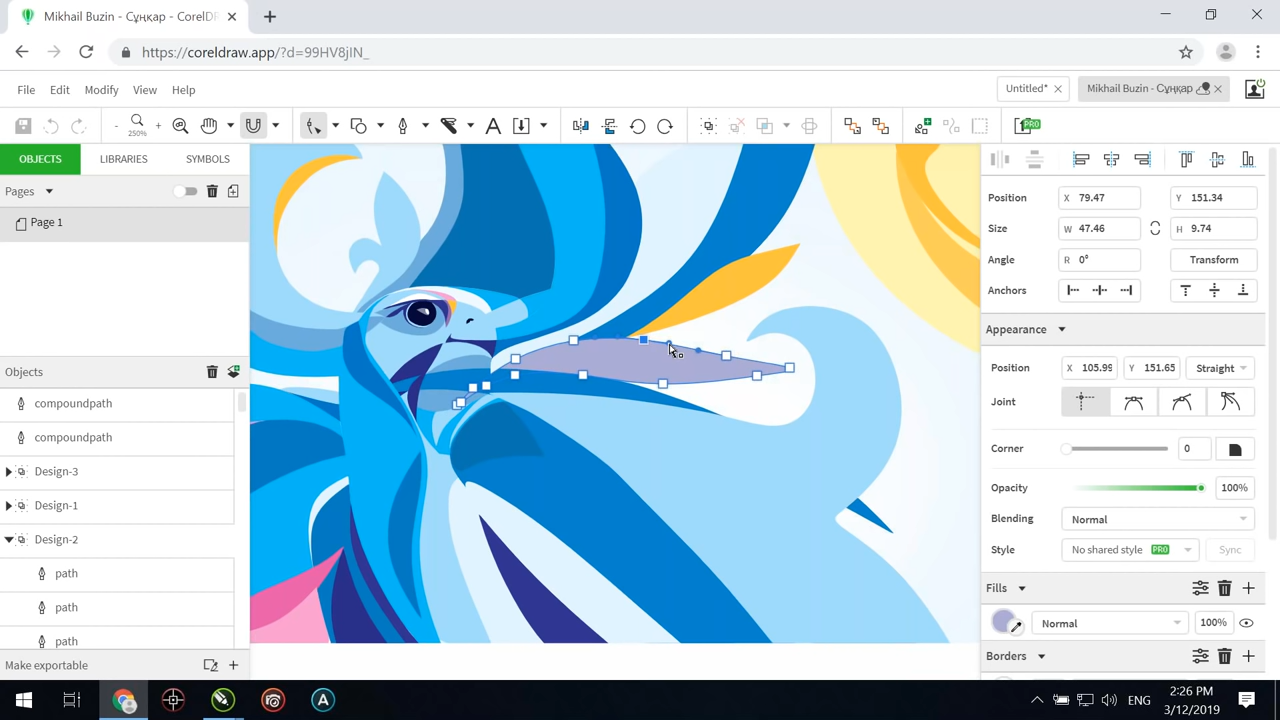 Mikhail Buzin - Сұңқар - CorelDR
https://coreldraw.app/?d=99HV8jIN_
File Edit Modify View Help
Untitled*
Mikhail Buzin - Сұңқар
250%
PRO
OBJECTS LIBRARIES SYMBOLS
Pages
Page 1
Objects
compoundpath
compoundpath
Design-3
Design-1
Design-2
path
path
path
Make exportable
Position X 79.47 Y 151.34
Size W 47.46 H 9.74
Angle R 0° Transform
Anchors
Appearance
Position X 105.99 Y 151.65 Straight
Joint
Corner 0
Opacity 100%
Blending Normal
Style No shared style PRO Sync
Fills
Normal 100%
Borders
A
ENG
2:26 PM
3/12/2019